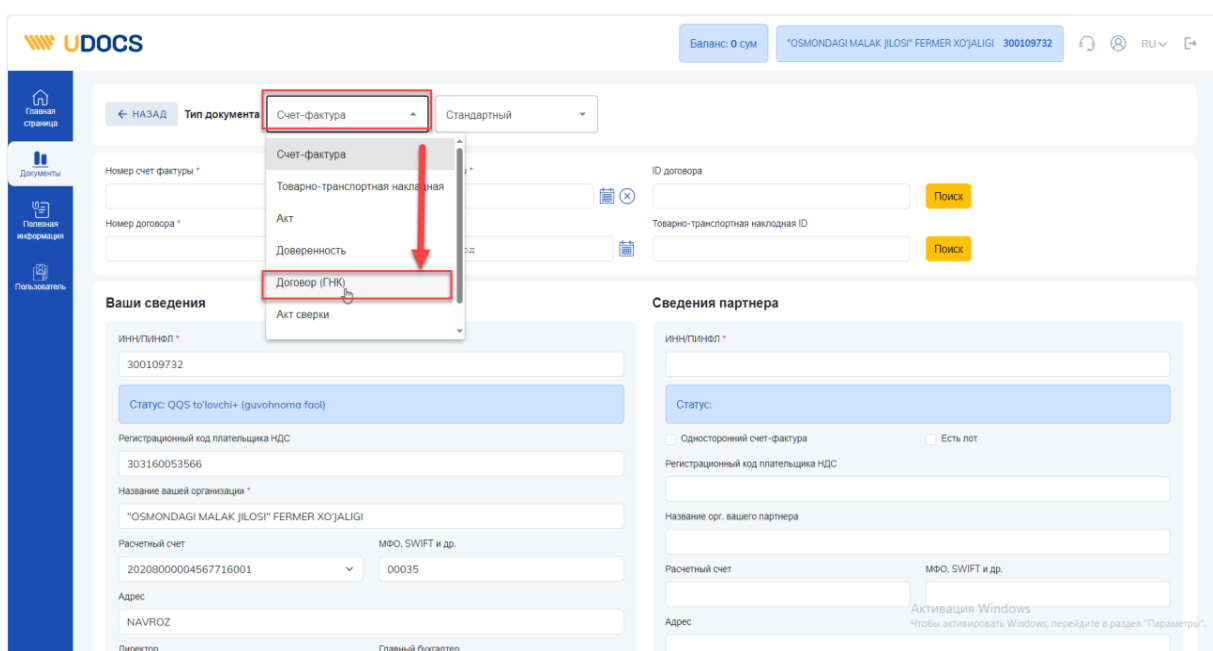 UDOCS
Баланс: 0 сум
"OSMONDAGI MALAK JILOSI" FERMER XO'JALIGI 300109732
RU
Главная
страница
Документы
Полезная
информация
Пользователь
← НАЗАД Тип документа Счет-фактура Стандартный
Счет-фактура
Товарно-транспортная накладная
Акт
Доверенность
Договор (ГНК)
Акт сверки
Номер счет фактуры *
*
ID договора
Поиск
Номер договора *
Товарно-транспортная накладная ID
Поиск
Ваши сведения
ИНН/ПИНФЛ *
300109732
Статус: QQS to'lovchi+ (guvohnoma faol)
Регистрационный код плательщика НДС
303160053566
Название вашей организации *
"OSMONDAGI MALAK JILOSI" FERMER XO'JALIGI
Расчетный счет МФО, SWIFT и др.
20208000004567716001 00035
Адрес
NAVROZ
Директор Главный бухгалтер
Сведения партнера
ИНН/ПИНФЛ *
Статус:
Односторонний счет-фактура Есть лот
Регистрационный код плательщика НДС
Название орг. вашего партнера
Расчетный счет МФО, SWIFT и др.
Адрес
Активация Windows
Чтобы активировать Windows, перейдите в раздел "Параметры".